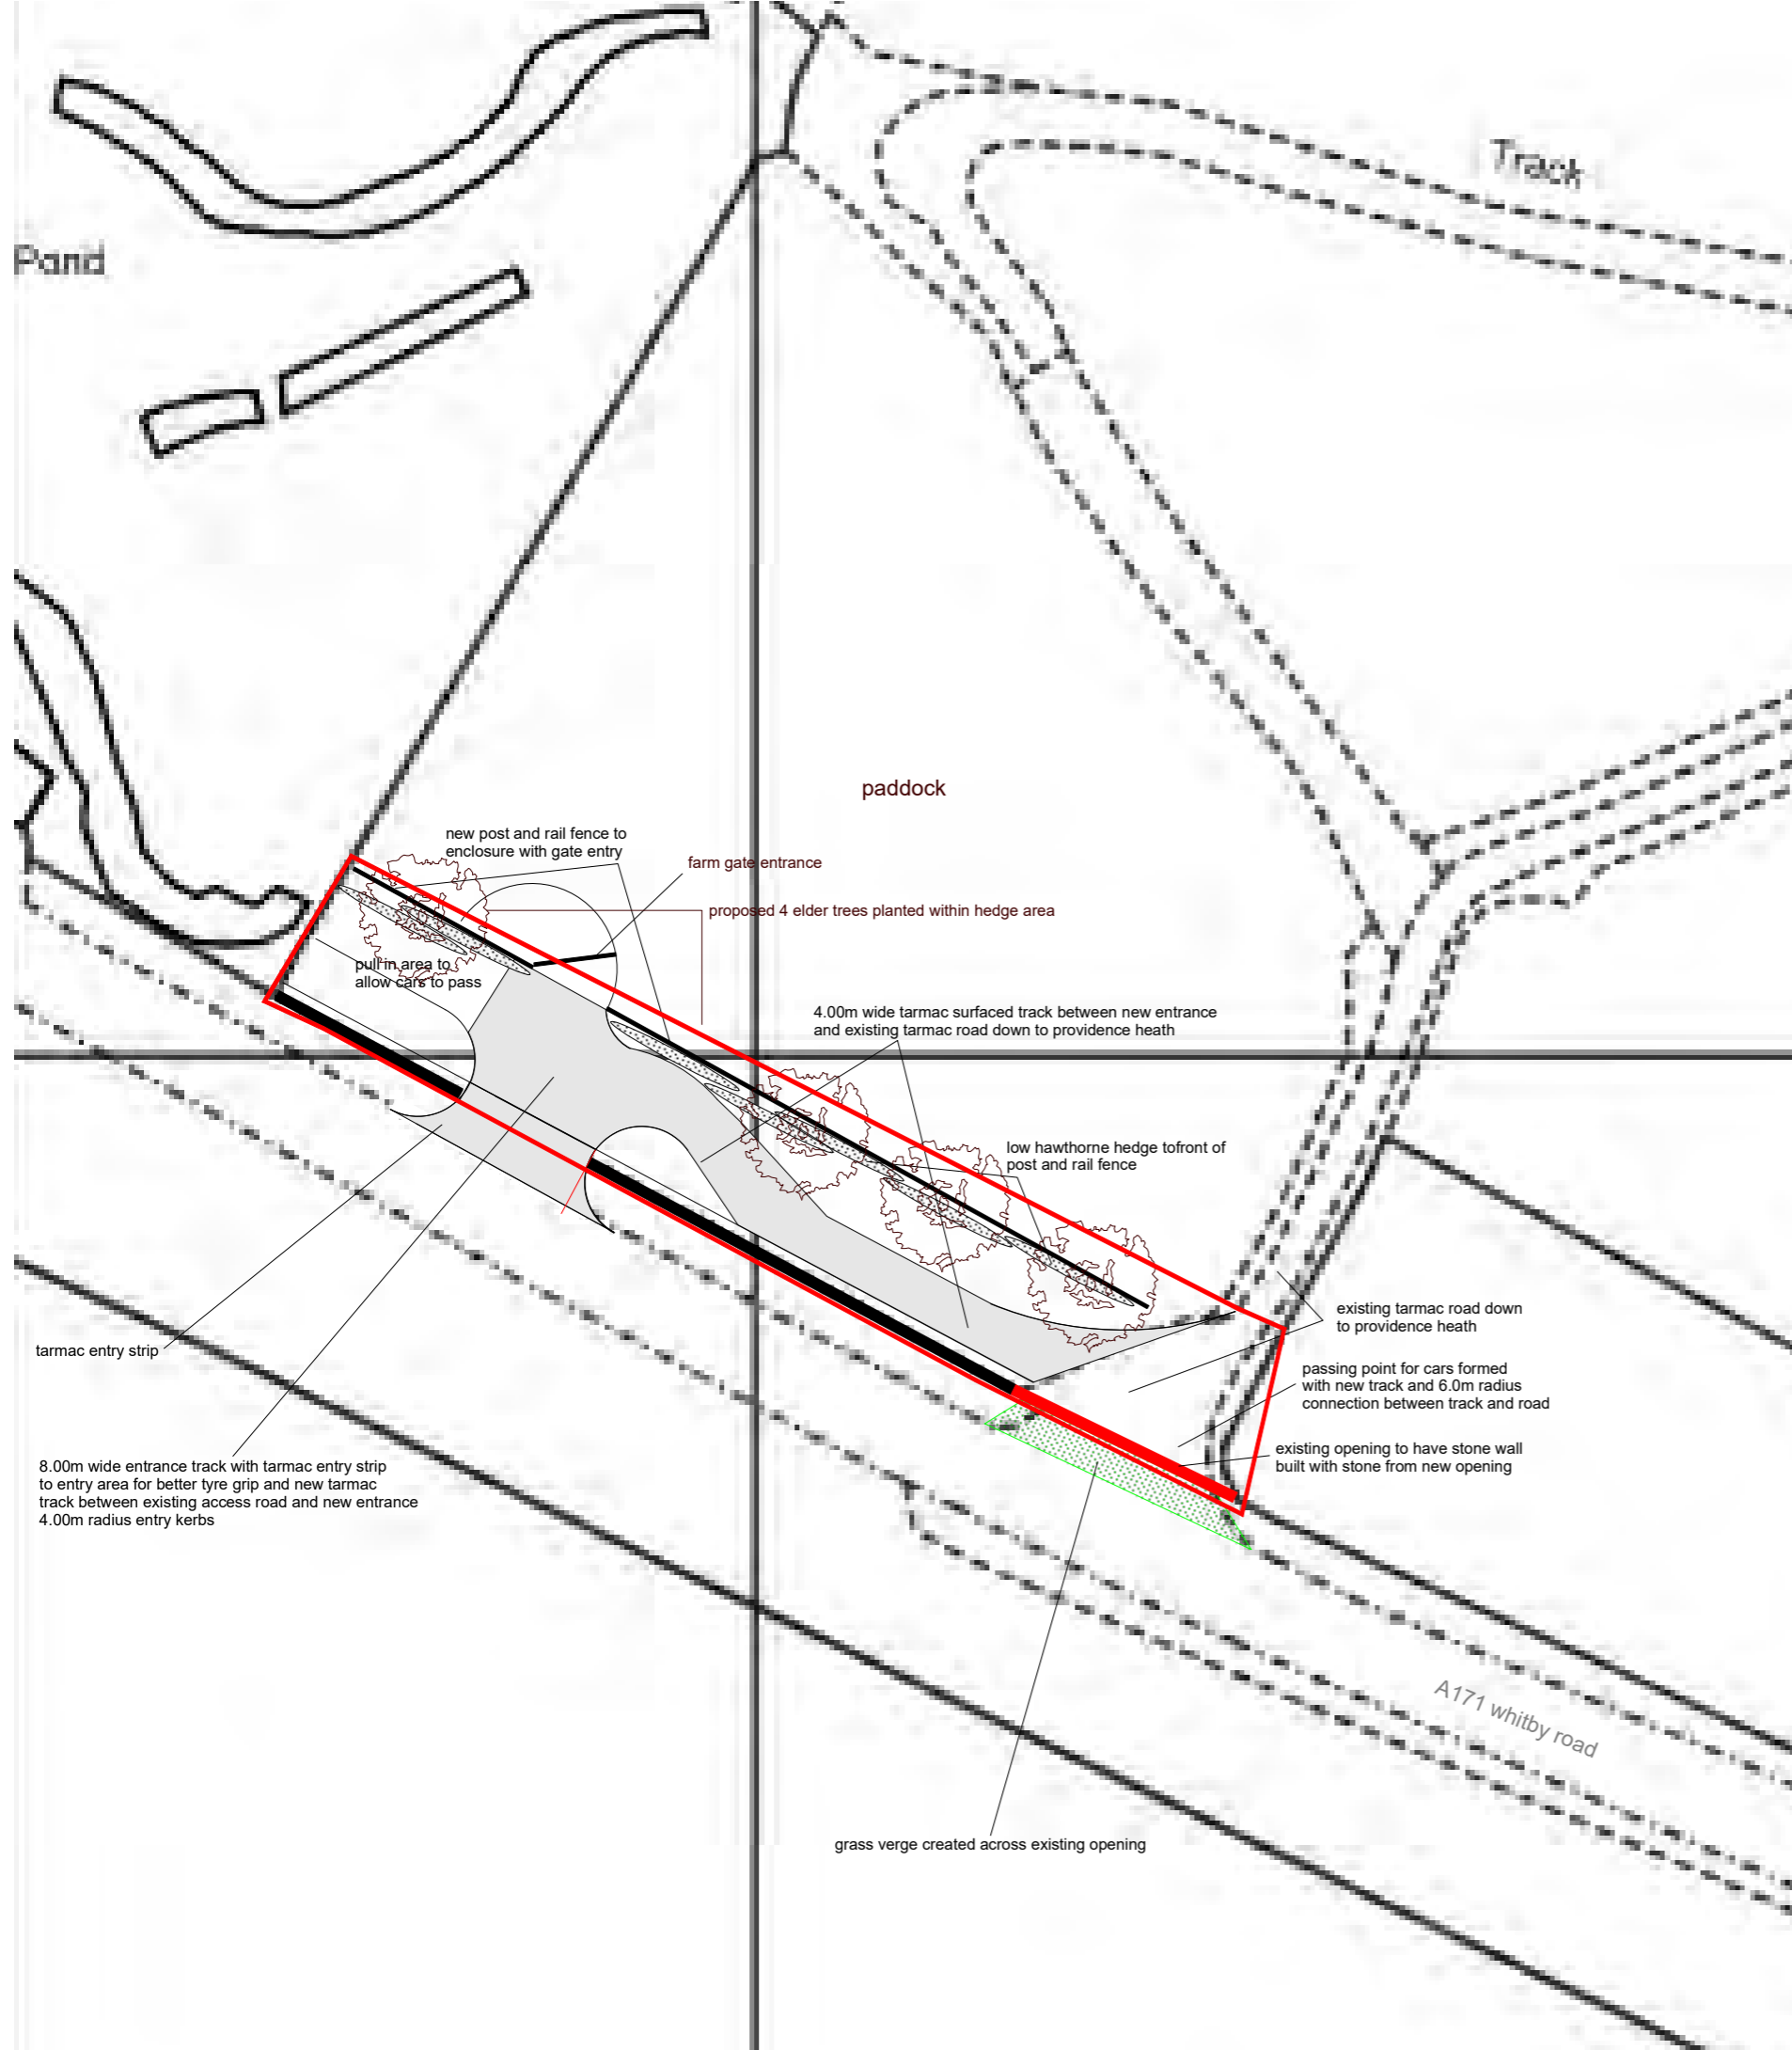 Track
Pond
paddock
new post and rail fence to
enclosure with gate entry
farm gate entrance
proposed 4 elder trees planted within hedge area
pull in area to
allow cars to pass
4.00m wide tarmac surfaced track between new entrance
and existing tarmac road down to providence heath
low hawthorne hedge tofront of
post and rail fence
existing tarmac road down
to providence heath
tarmac entry strip
passing point for cars formed
with new track and 6.0m radius
connection between track and road
existing opening to have stone wall
built with stone from new opening
8.00m wide entrance track with tarmac entry strip
to entry area for better tyre grip and new tarmac
track between existing access road and new entrance
4.00m radius entry kerbs
A171 whitby road
grass verge created across existing opening